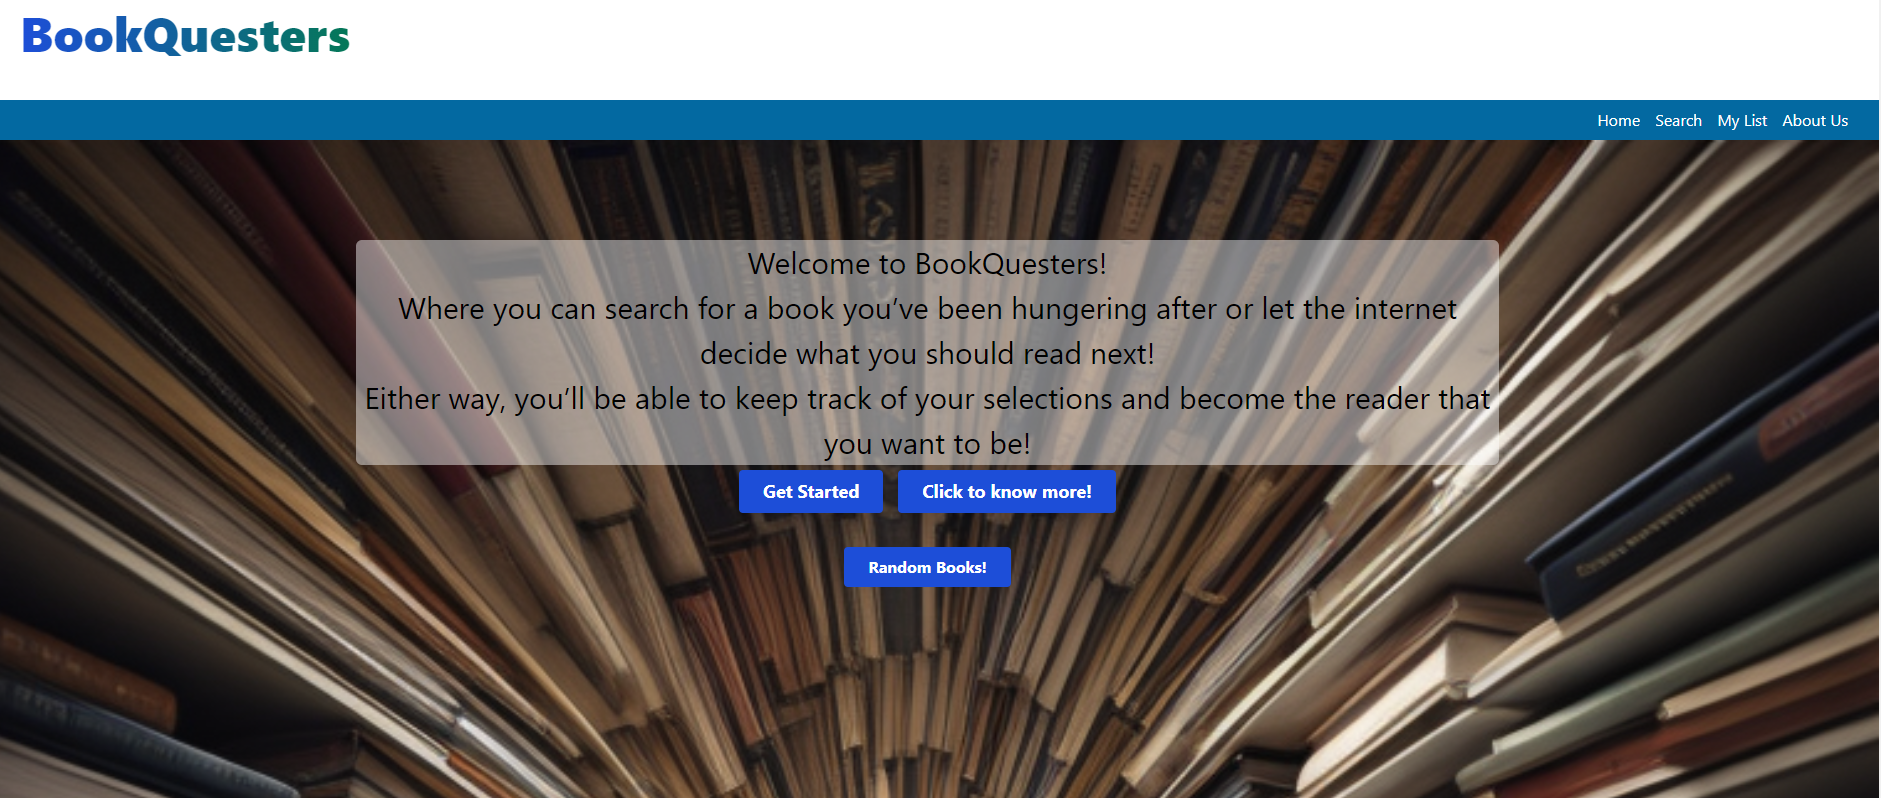 BookQuesters
Home Search My List About Us
Welcome to BookQuesters!
Where you can search for a book you’ve been hungering after or let the internet
decide what you should read next!
Either way, you’ll be able to keep track of your selections and become the reader that
you want to be!
Get Started Click to know more!
Random Books!